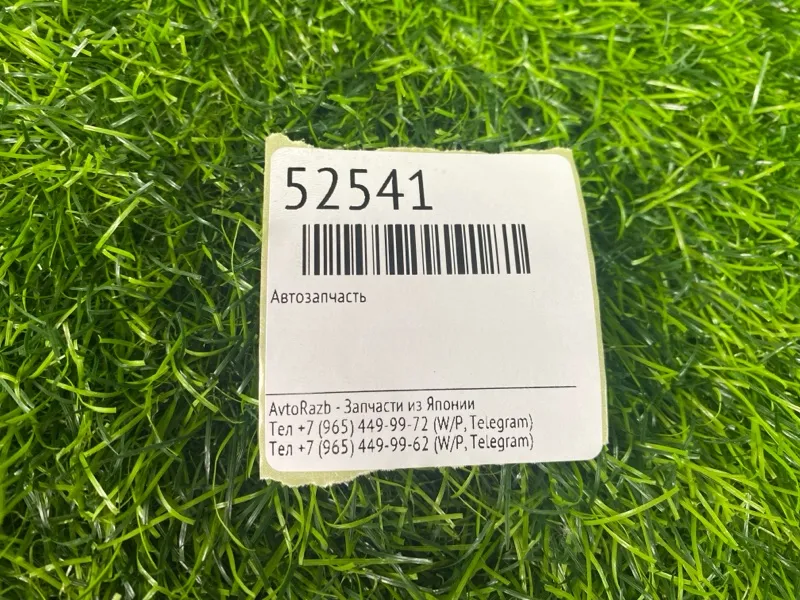 52541
Автозапчасть
AvtoRazb - Запчасти из Японии
Тел +7 (965) 449-99-72 (W/P, Telegram)
Тел +7 (965) 449-99-62 (W/P, Telegram)